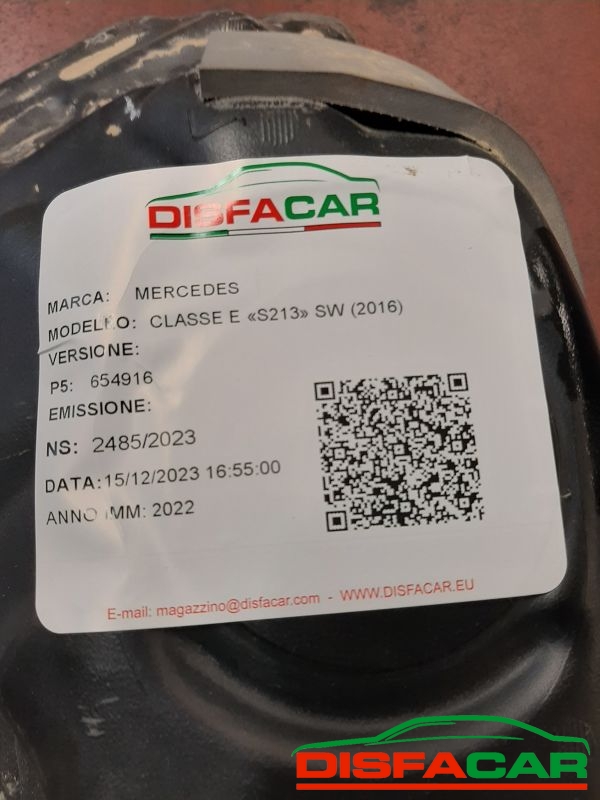 DISFACAR
MARCA: MERCEDES
MODELLO: CLASSE E «S213» SW (2016)
VERSIONE:
P5: 654916
EMISSIONE:
NS: 2485/2023
DATA:15/12/2023 16:55:00
ANNO IMM: 2022
E-mail: magazzino@disfacar.com - WWW.DISFACAR.EU
DISFACAR